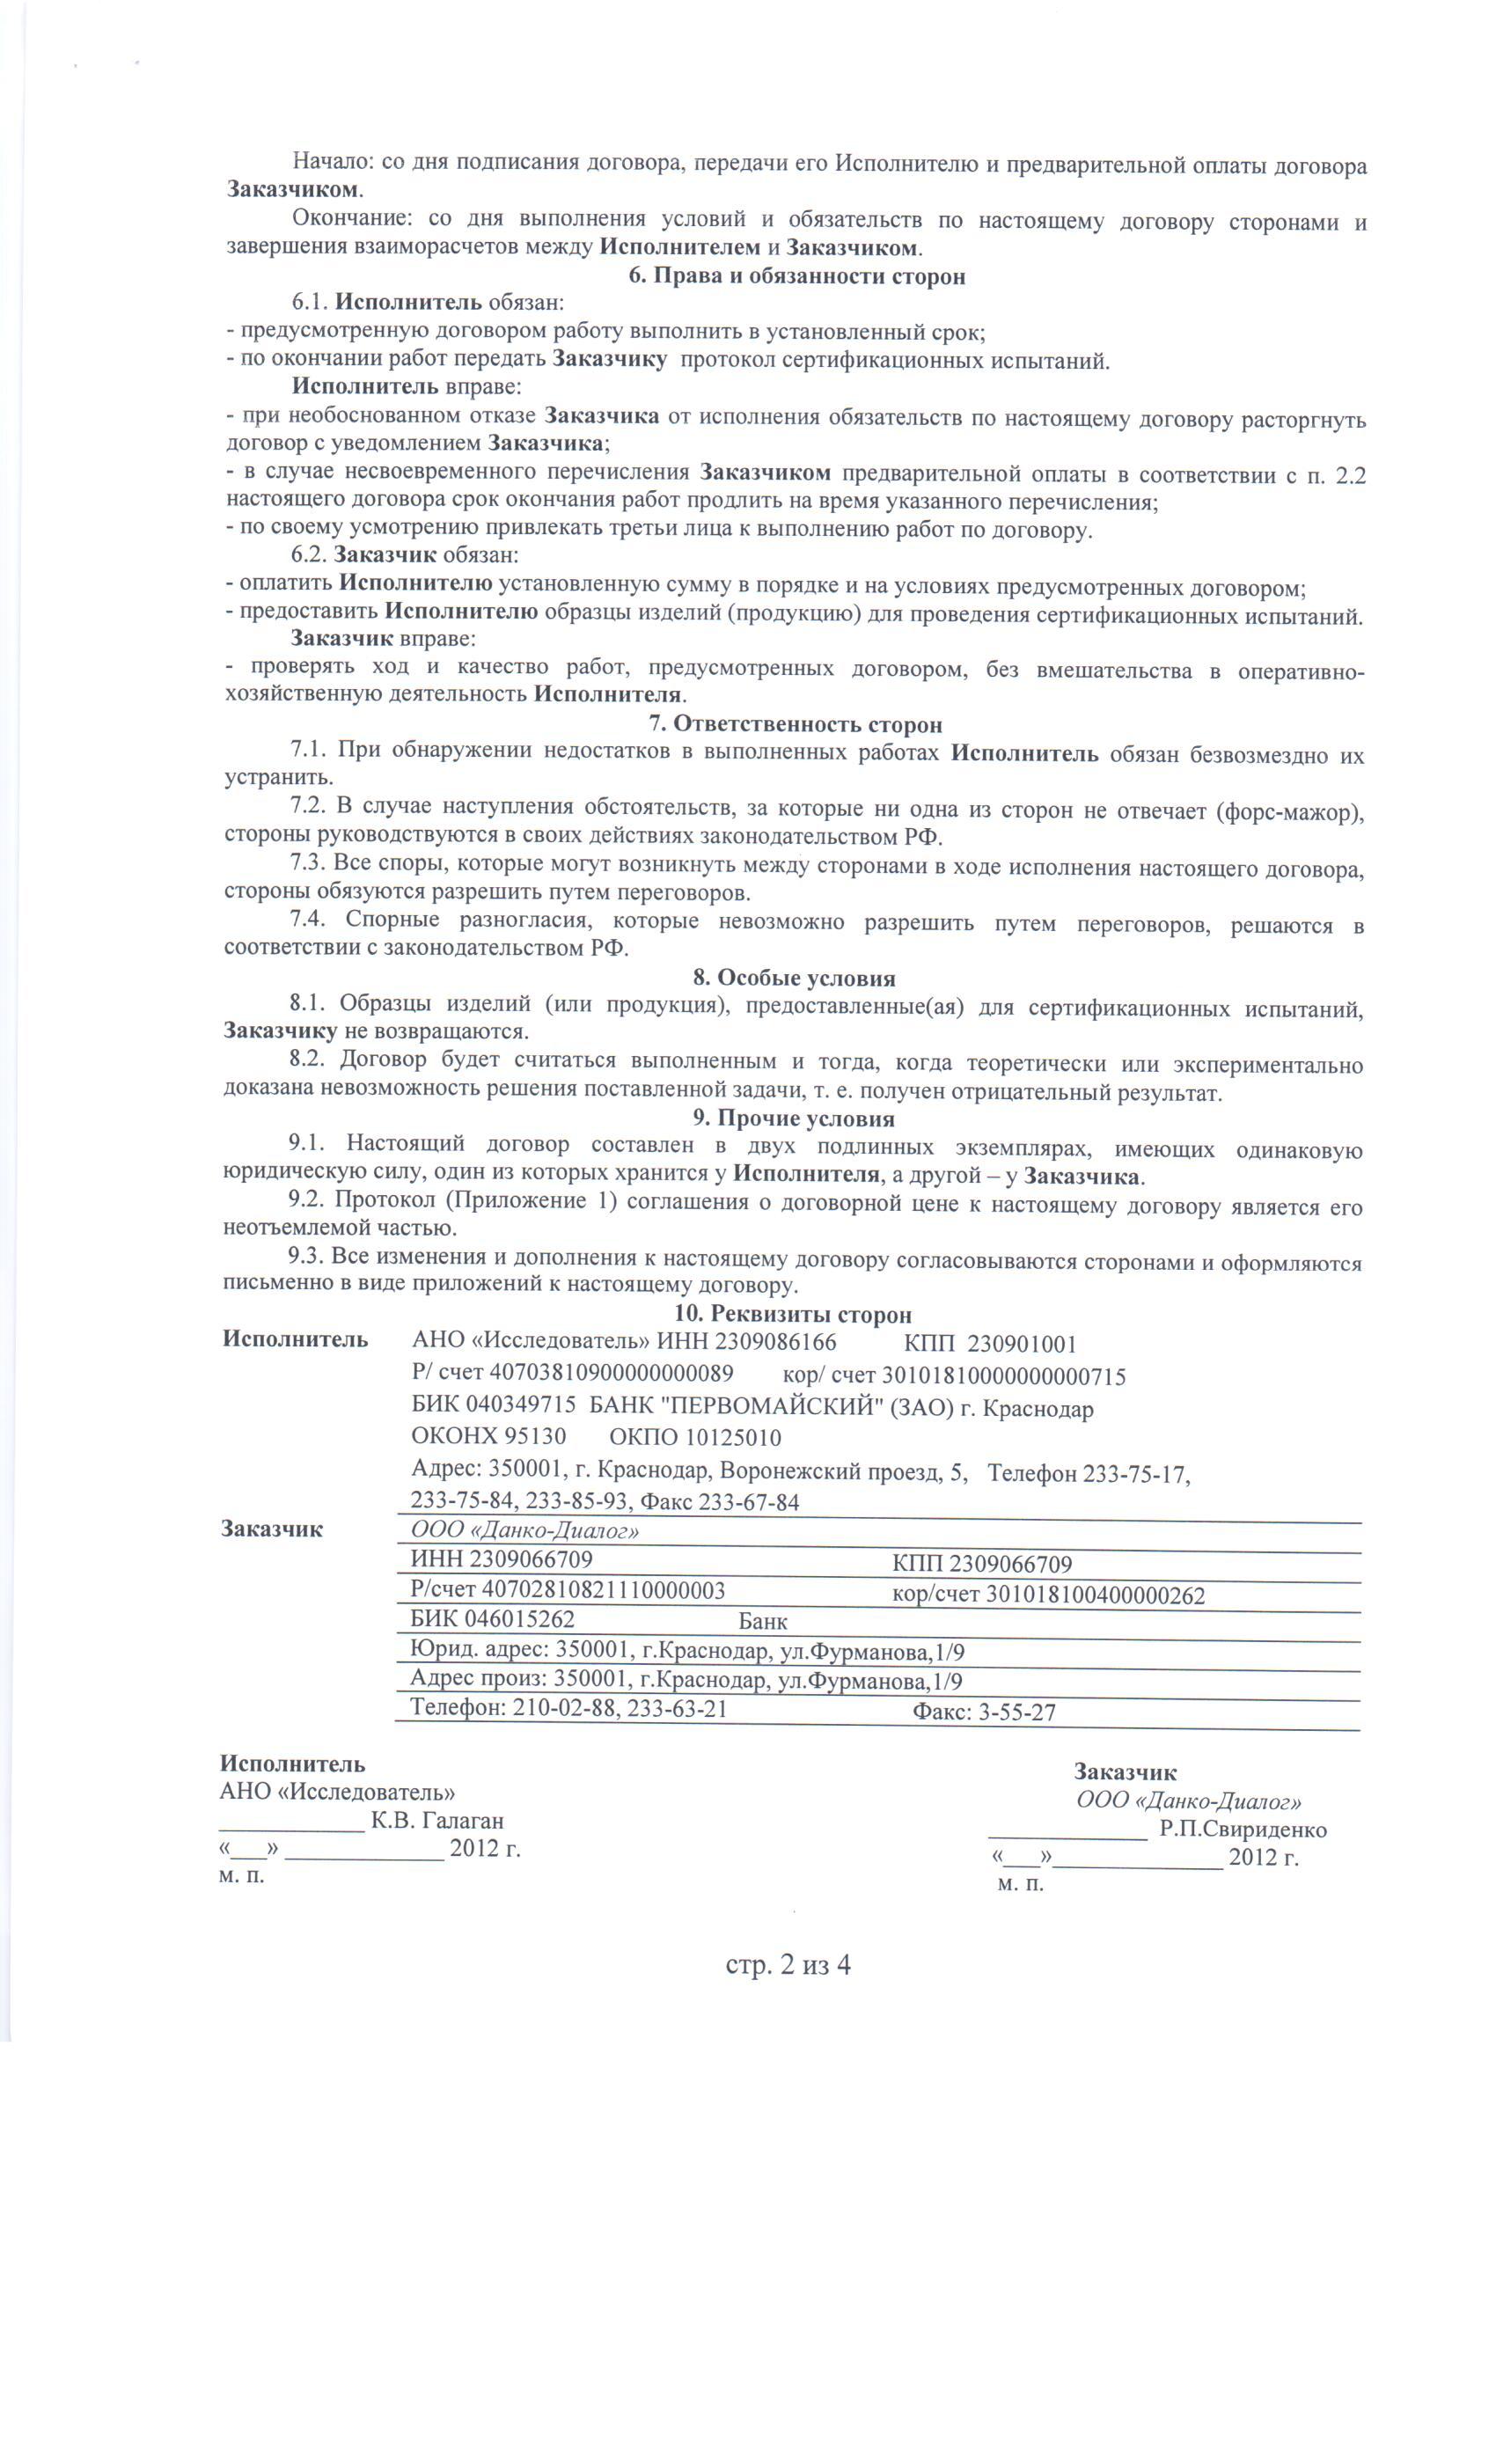 Начало: со дня подписания договора, передачи его Исполнителю и предварительной оплаты договора
Заказчиком.
Окончание: со дня выполнения условий и обязательств по настоящему договору сторонами и
завершения взаиморасчетов между Исполнителем и Заказчиком.
6. Права и обязанности сторон
6.1. Исполнитель обязан:
- предусмотренную договором работу выполнить в установленный срок;
- по окончании работ передать Заказчику протокол сертификационных испытаний.
Исполнитель вправе:
- при необоснованном отказе Заказчика от исполнения обязательств по настоящему договору расторгнуть
договор с уведомлением Заказчика;
- в случае несвоевременного перечисления Заказчиком предварительной оплаты в соответствии с п. 2.2
настоящего договора срок окончания работ продлить на время указанного перечисления;
- по своему усмотрению привлекать третьи лица к выполнению работ по договору.
6.2. Заказчик обязан:
- оплатить Исполнителю установленную сумму в порядке и на условиях предусмотренных договором;
- предоставить Исполнителю образцы изделий (продукцию) для проведения сертификационных испытаний.
Заказчик вправе:
- проверять ход и качество работ, предусмотренных договором, без вмешательства в оперативно-
хозяйственную деятельность Исполнителя.
7. Ответственность сторон
7.1. При обнаружении недостатков в выполненных работах Исполнитель обязан безвозмездно их
устранить.
7.2. В случае наступления обстоятельств, за которые ни одна из сторон не отвечает (форс-мажор),
стороны руководствуются в своих действиях законодательством РФ.
7.3. Все споры, которые могут возникнуть между сторонами в ходе исполнения настоящего договора,
стороны обязуются разрешить путем переговоров.
7.4. Спорные разногласия, которые невозможно разрешить путем переговоров, решаются в
соответствии с законодательством РФ.
8. Особые условия
8.1. Образцы изделий (или продукция), предоставленные(ая) для сертификационных испытаний,
Заказчику не возвращаются.
8.2. Договор будет считаться выполненным и тогда, когда теоретически или экспериментально
доказана невозможность решения поставленной задачи, т. е. получен отрицательный результат.
9. Прочие условия
9.1. Настоящий договор составлен в двух подлинных экземплярах, имеющих одинаковую
юридическую силу, один из которых хранится у Исполнителя, а другой – у Заказчика.
9.2. Протокол (Приложение 1) соглашения о договорной цене к настоящему договору является его
неотъемлемой частью.
9.3. Все изменения и дополнения к настоящему договору согласовываются сторонами и оформляются
письменно в виде приложений к настоящему договору.
10. Реквизиты сторон
Исполнитель АНО «Исследователь» ИНН 2309086166 КПП 230901001
Р/ счет 40703810900000000089 кор/ счет 30101810000000000715
БИК 040349715 БАНК "ПЕРВОМАЙСКИЙ" (ЗАО) г. Краснодар
ОКОНХ 95130 ОКПО 10125010
Адрес: 350001, г. Краснодар, Воронежский проезд, 5, Телефон 233-75-17,
233-75-84, 233-85-93, Факс 233-67-84
Заказчик ООО «Данко-Диалог»
ИНН 2309066709 КПП 2309066709
Р/счет 40702810821110000003 кор/счет 301018100400000262
БИК 046015262 Банк
Юрид. адрес: 350001, г.Краснодар, ул.Фурманова,1/9
Адрес произ: 350001, г.Краснодар, ул.Фурманова,1/9
Телефон: 210-02-88, 233-63-21 Факс: 3-55-27
Исполнитель Заказчик
АНО «Исследователь» ООО «Данко-Диалог»
____________ К.В. Галаган _____________ Р.П.Свириденко
«___» _____________ 2012 г. «___»______________ 2012 г.
м. п. м. п.
стр. 2 из 4